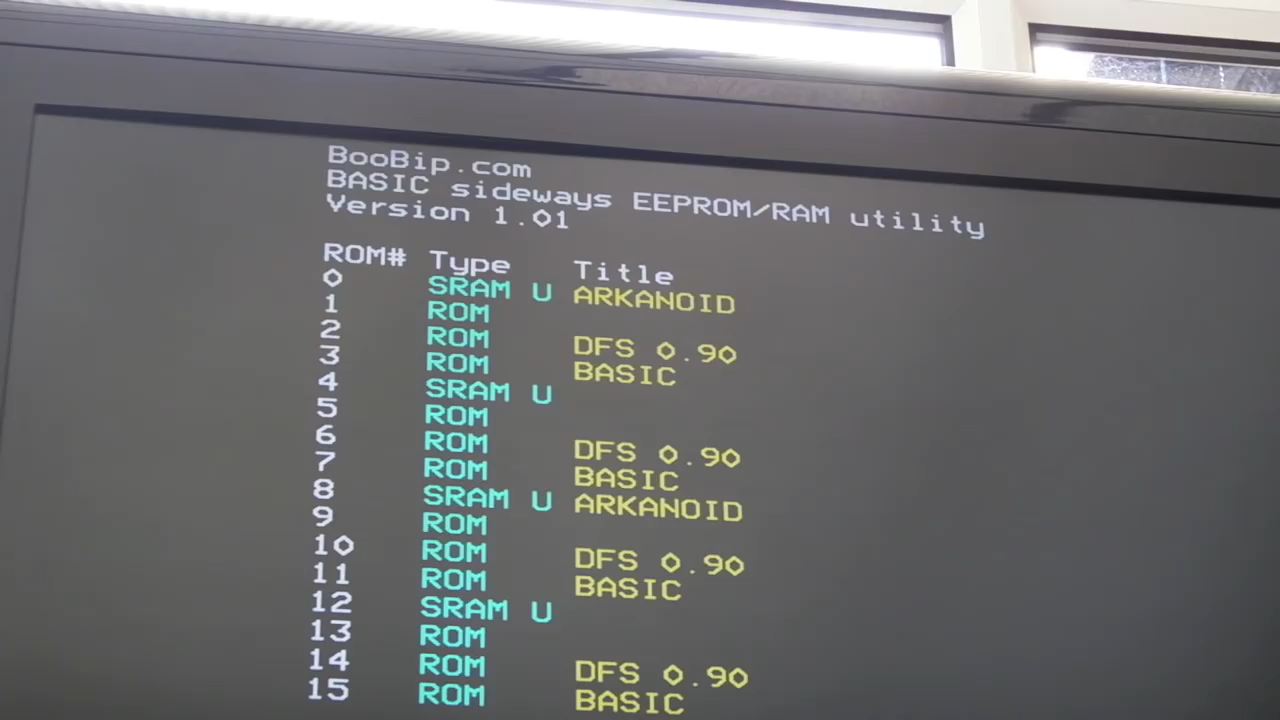 BooBip.com
BASIC sideways EEPROM/RAM utility
Version 1.01
ROM# Type Title
0 SRAM U ARKANOID
1 ROM
2 ROM DFS 0.90
3 ROM BASIC
4 SRAM U
5 ROM
6 ROM DFS 0.90
7 ROM BASIC
8 SRAM U ARKANOID
9 ROM
10 ROM DFS 0.90
11 ROM BASIC
12 SRAM U
13 ROM
14 ROM DFS 0.90
15 ROM BASIC